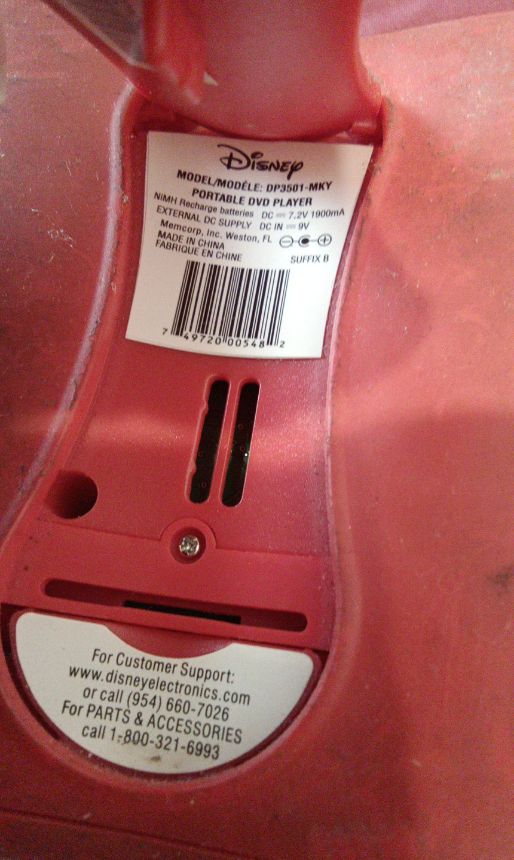 Disney
MODEL/MODÈLE: DP3501-MKY
PORTABLE DVD PLAYER
NiMH Recharge batteries DC ⎓ 7.2V 1900mA
EXTERNAL DC SUPPLY DC IN ⎓ 9V
Memcorp, Inc. Weston, FL
MADE IN CHINA
FABRIQUE EN CHINE
SUFFIX B
7 49720 00548 2
For Customer Support:
www.disneyelectronics.com
or call (954) 660-7026
For PARTS & ACCESSORIES
call 1-800-321-6993